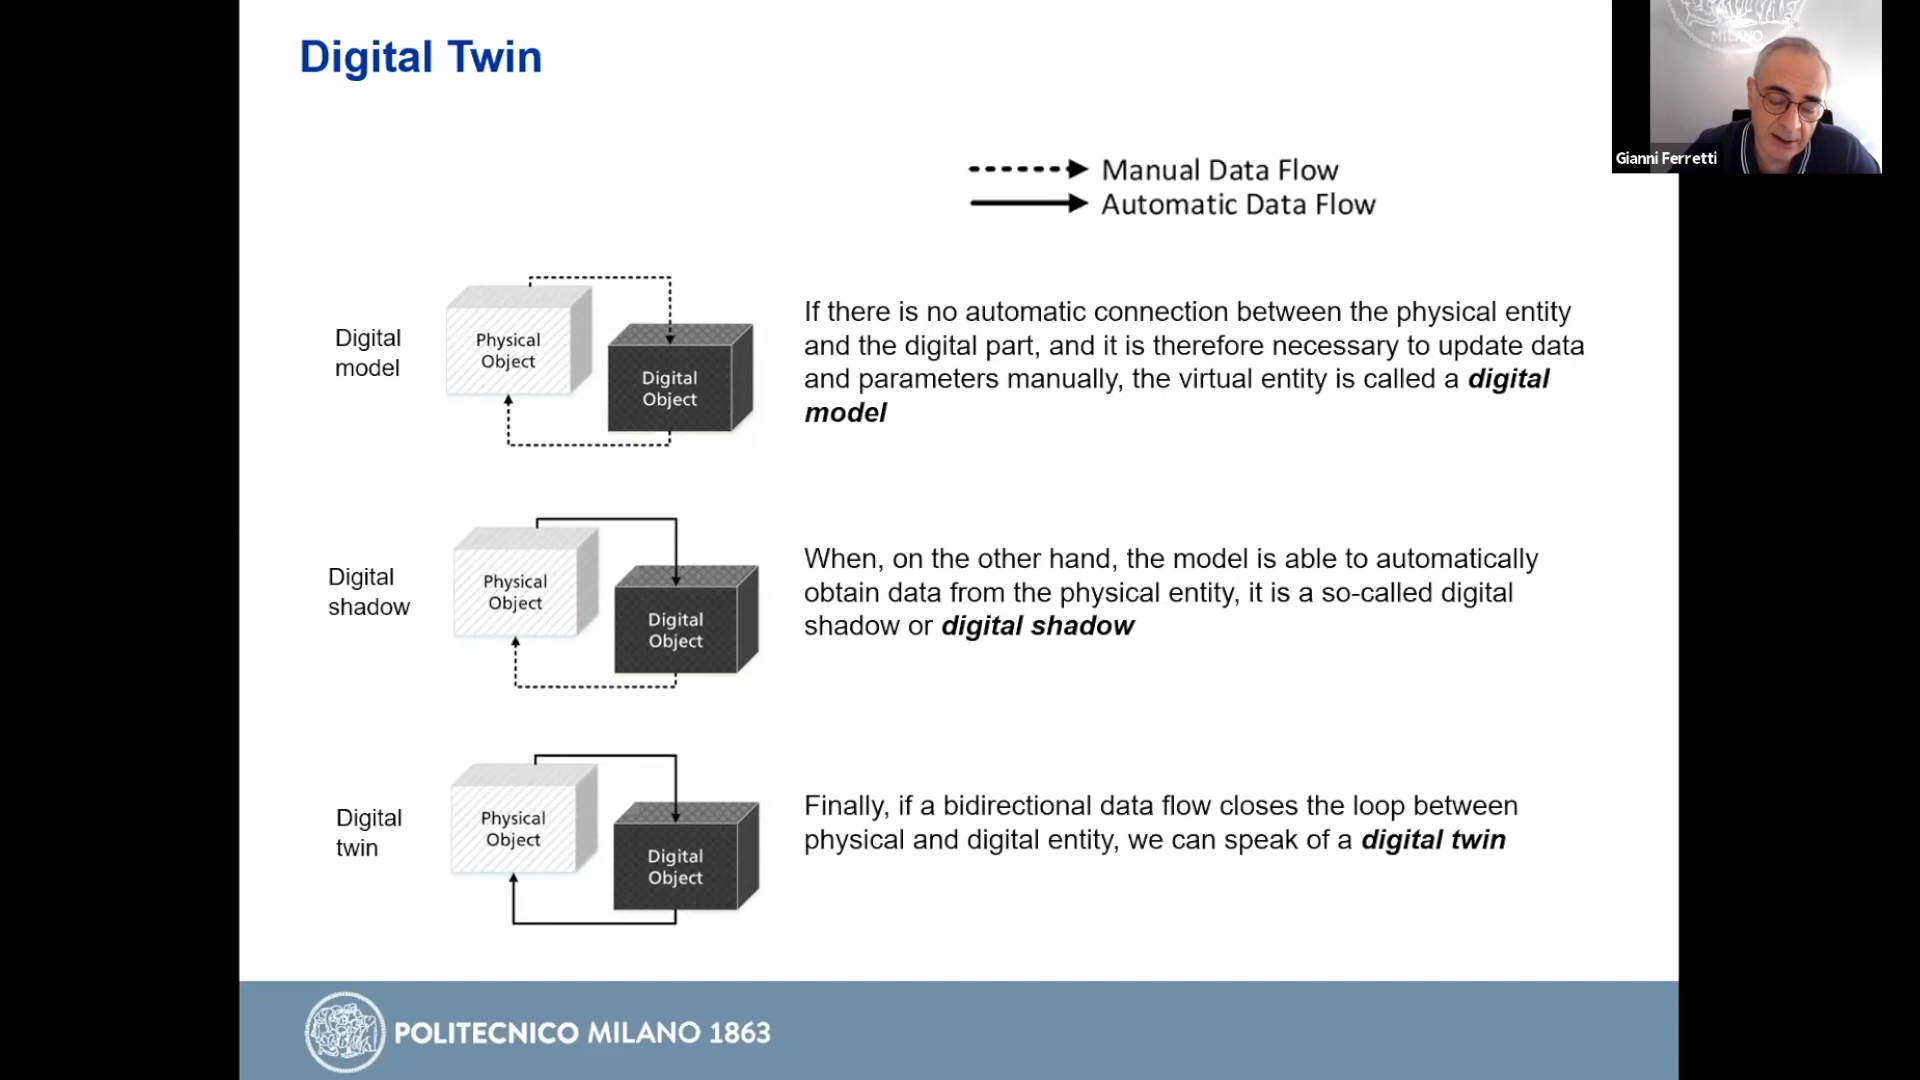 Digital Twin
MILANO
Gianni Ferretti
Manual Data Flow
Automatic Data Flow
Digital
model
Physical
Object
Digital
Object
If there is no automatic connection between the physical entity
and the digital part, and it is therefore necessary to update data
and parameters manually, the virtual entity is called a digital
model
Digital
shadow
Physical
Object
Digital
Object
When, on the other hand, the model is able to automatically
obtain data from the physical entity, it is a so-called digital
shadow or digital shadow
Digital
twin
Physical
Object
Digital
Object
Finally, if a bidirectional data flow closes the loop between
physical and digital entity, we can speak of a digital twin
POLITECNICO MILANO 1863